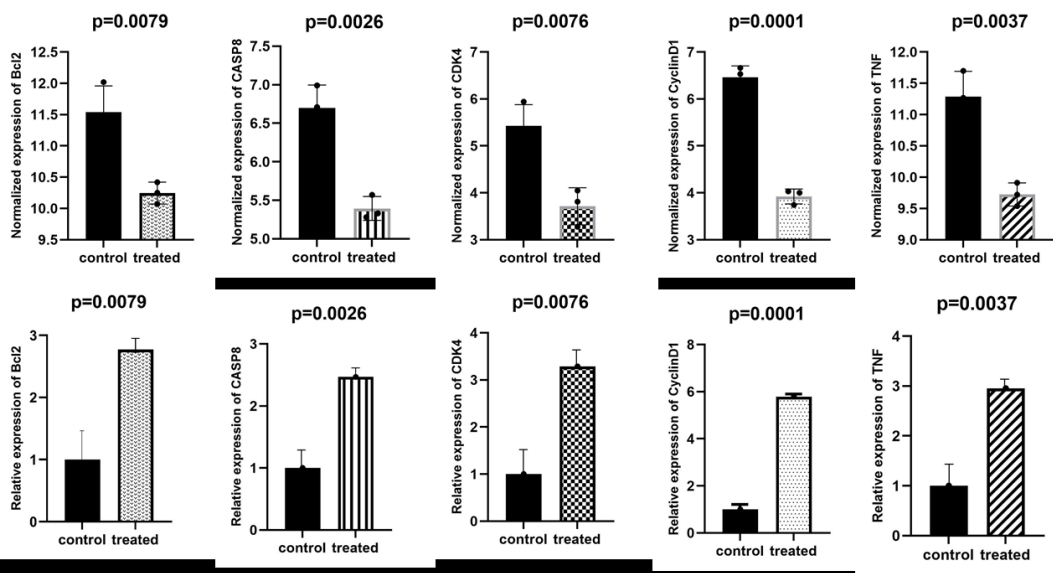 p=0.0079
Normalized expression of Bcl2
12.5
12.0
11.5
11.0
10.5
10.0
9.5
control treated
p=0.0026
Normalized expression of CASP8
7.5
7.0
6.5
6.0
5.5
5.0
control treated
p=0.0076
Normalized expression of CDK4
7
6
5
4
3
control treated
p=0.0001
Normalized expression of CyclinD1
7
6
5
4
3
control treated
p=0.0037
Normalized expression of TNF
12.0
11.5
11.0
10.5
10.0
9.5
9.0
control treated
p=0.0079
Relative expression of Bcl2
3
2
1
0
control treated
p=0.0026
Relative expression of CASP8
3
2
1
0
control treated
p=0.0076
Relative expression of CDK4
4
3
2
1
0
control treated
p=0.0001
Relative expression of CyclinD1
8
6
4
2
0
control treated
p=0.0037
Relative expression of TNF
4
3
2
1
0
control treated